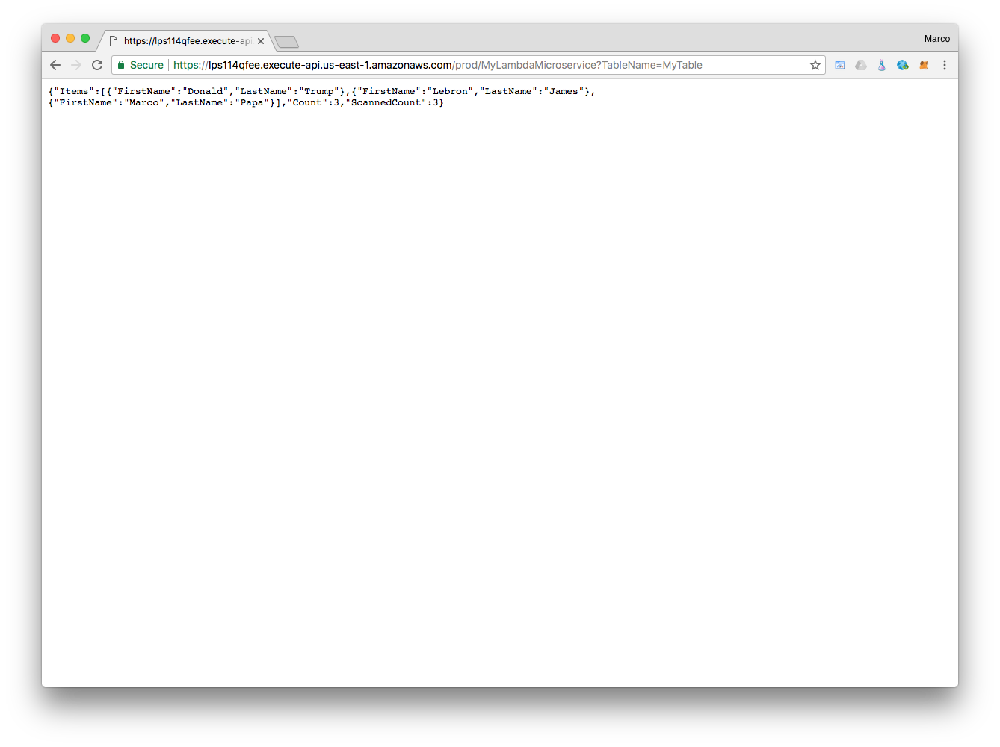 https://lps114qfee.execute-api
Marco
Secure https://lps114qfee.execute-api.us-east-1.amazonaws.com/prod/MyLambdaMicroservice?TableName=MyTable
{"Items":[{"FirstName":"Donald","LastName":"Trump"},{"FirstName":"Lebron","LastName":"James"},
{"FirstName":"Marco","LastName":"Papa"}],"Count":3,"ScannedCount":3}